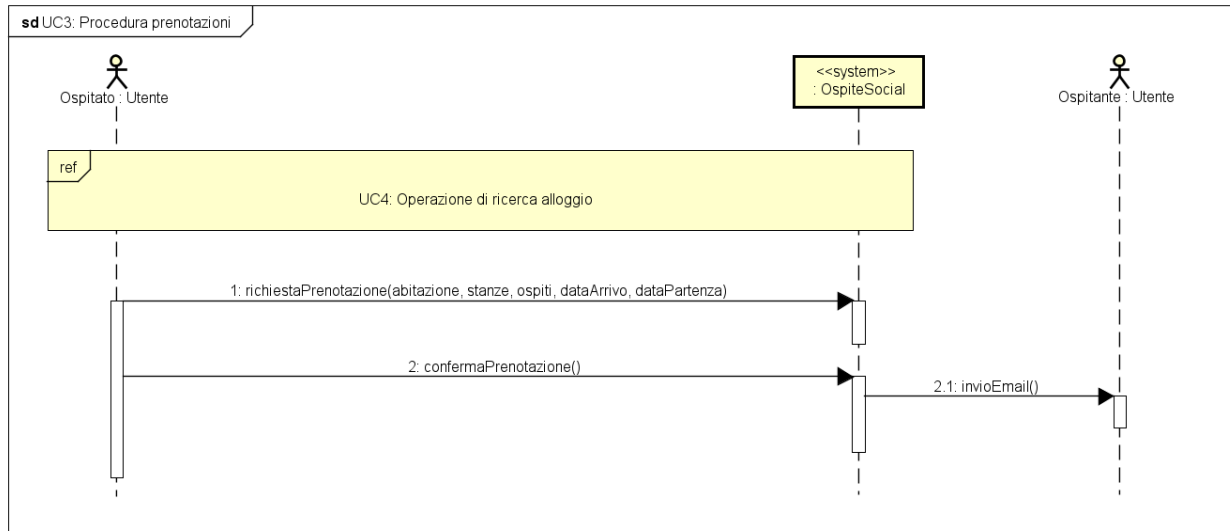 sd UC3: Procedura prenotazioni
Ospitato : Utente
<<system>>
: OspiteSocial
Ospitante : Utente
ref
UC4: Operazione di ricerca alloggio
1: richiestaPrenotazione(abitazione, stanze, ospiti, dataArrivo, dataPartenza)
2: confermaPrenotazione()
2.1: invioEmail()